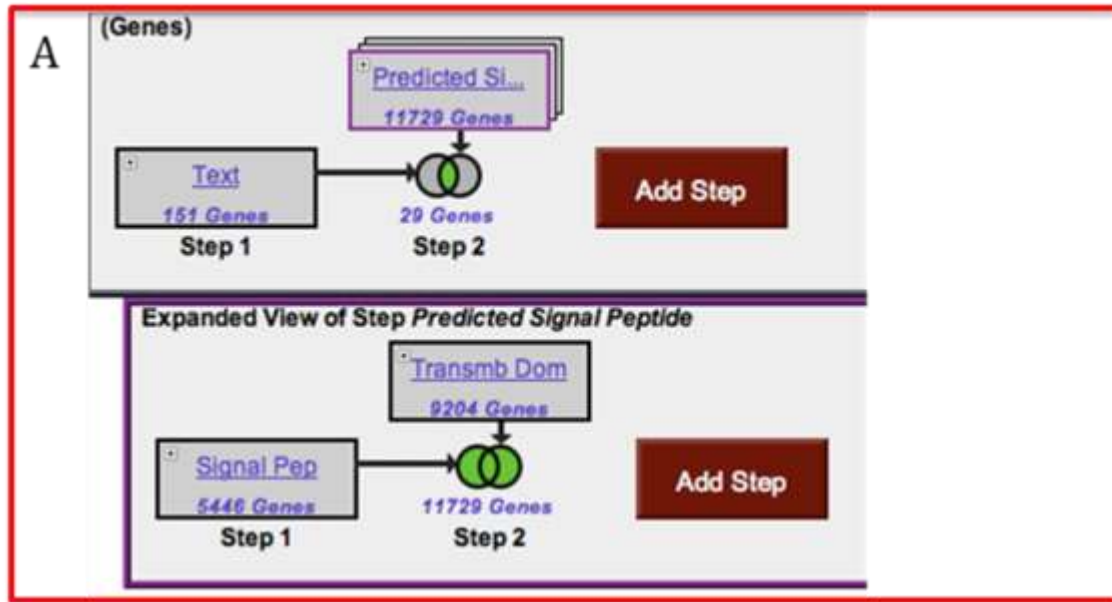 A
(Genes)
Predicted Si...
11729 Genes
Text
151 Genes
Step 1
29 Genes
Step 2
Add Step
Expanded View of Step Predicted Signal Peptide
Transmb Dom
9204 Genes
Signal Pep
5446 Genes
Step 1
11729 Genes
Step 2
Add Step